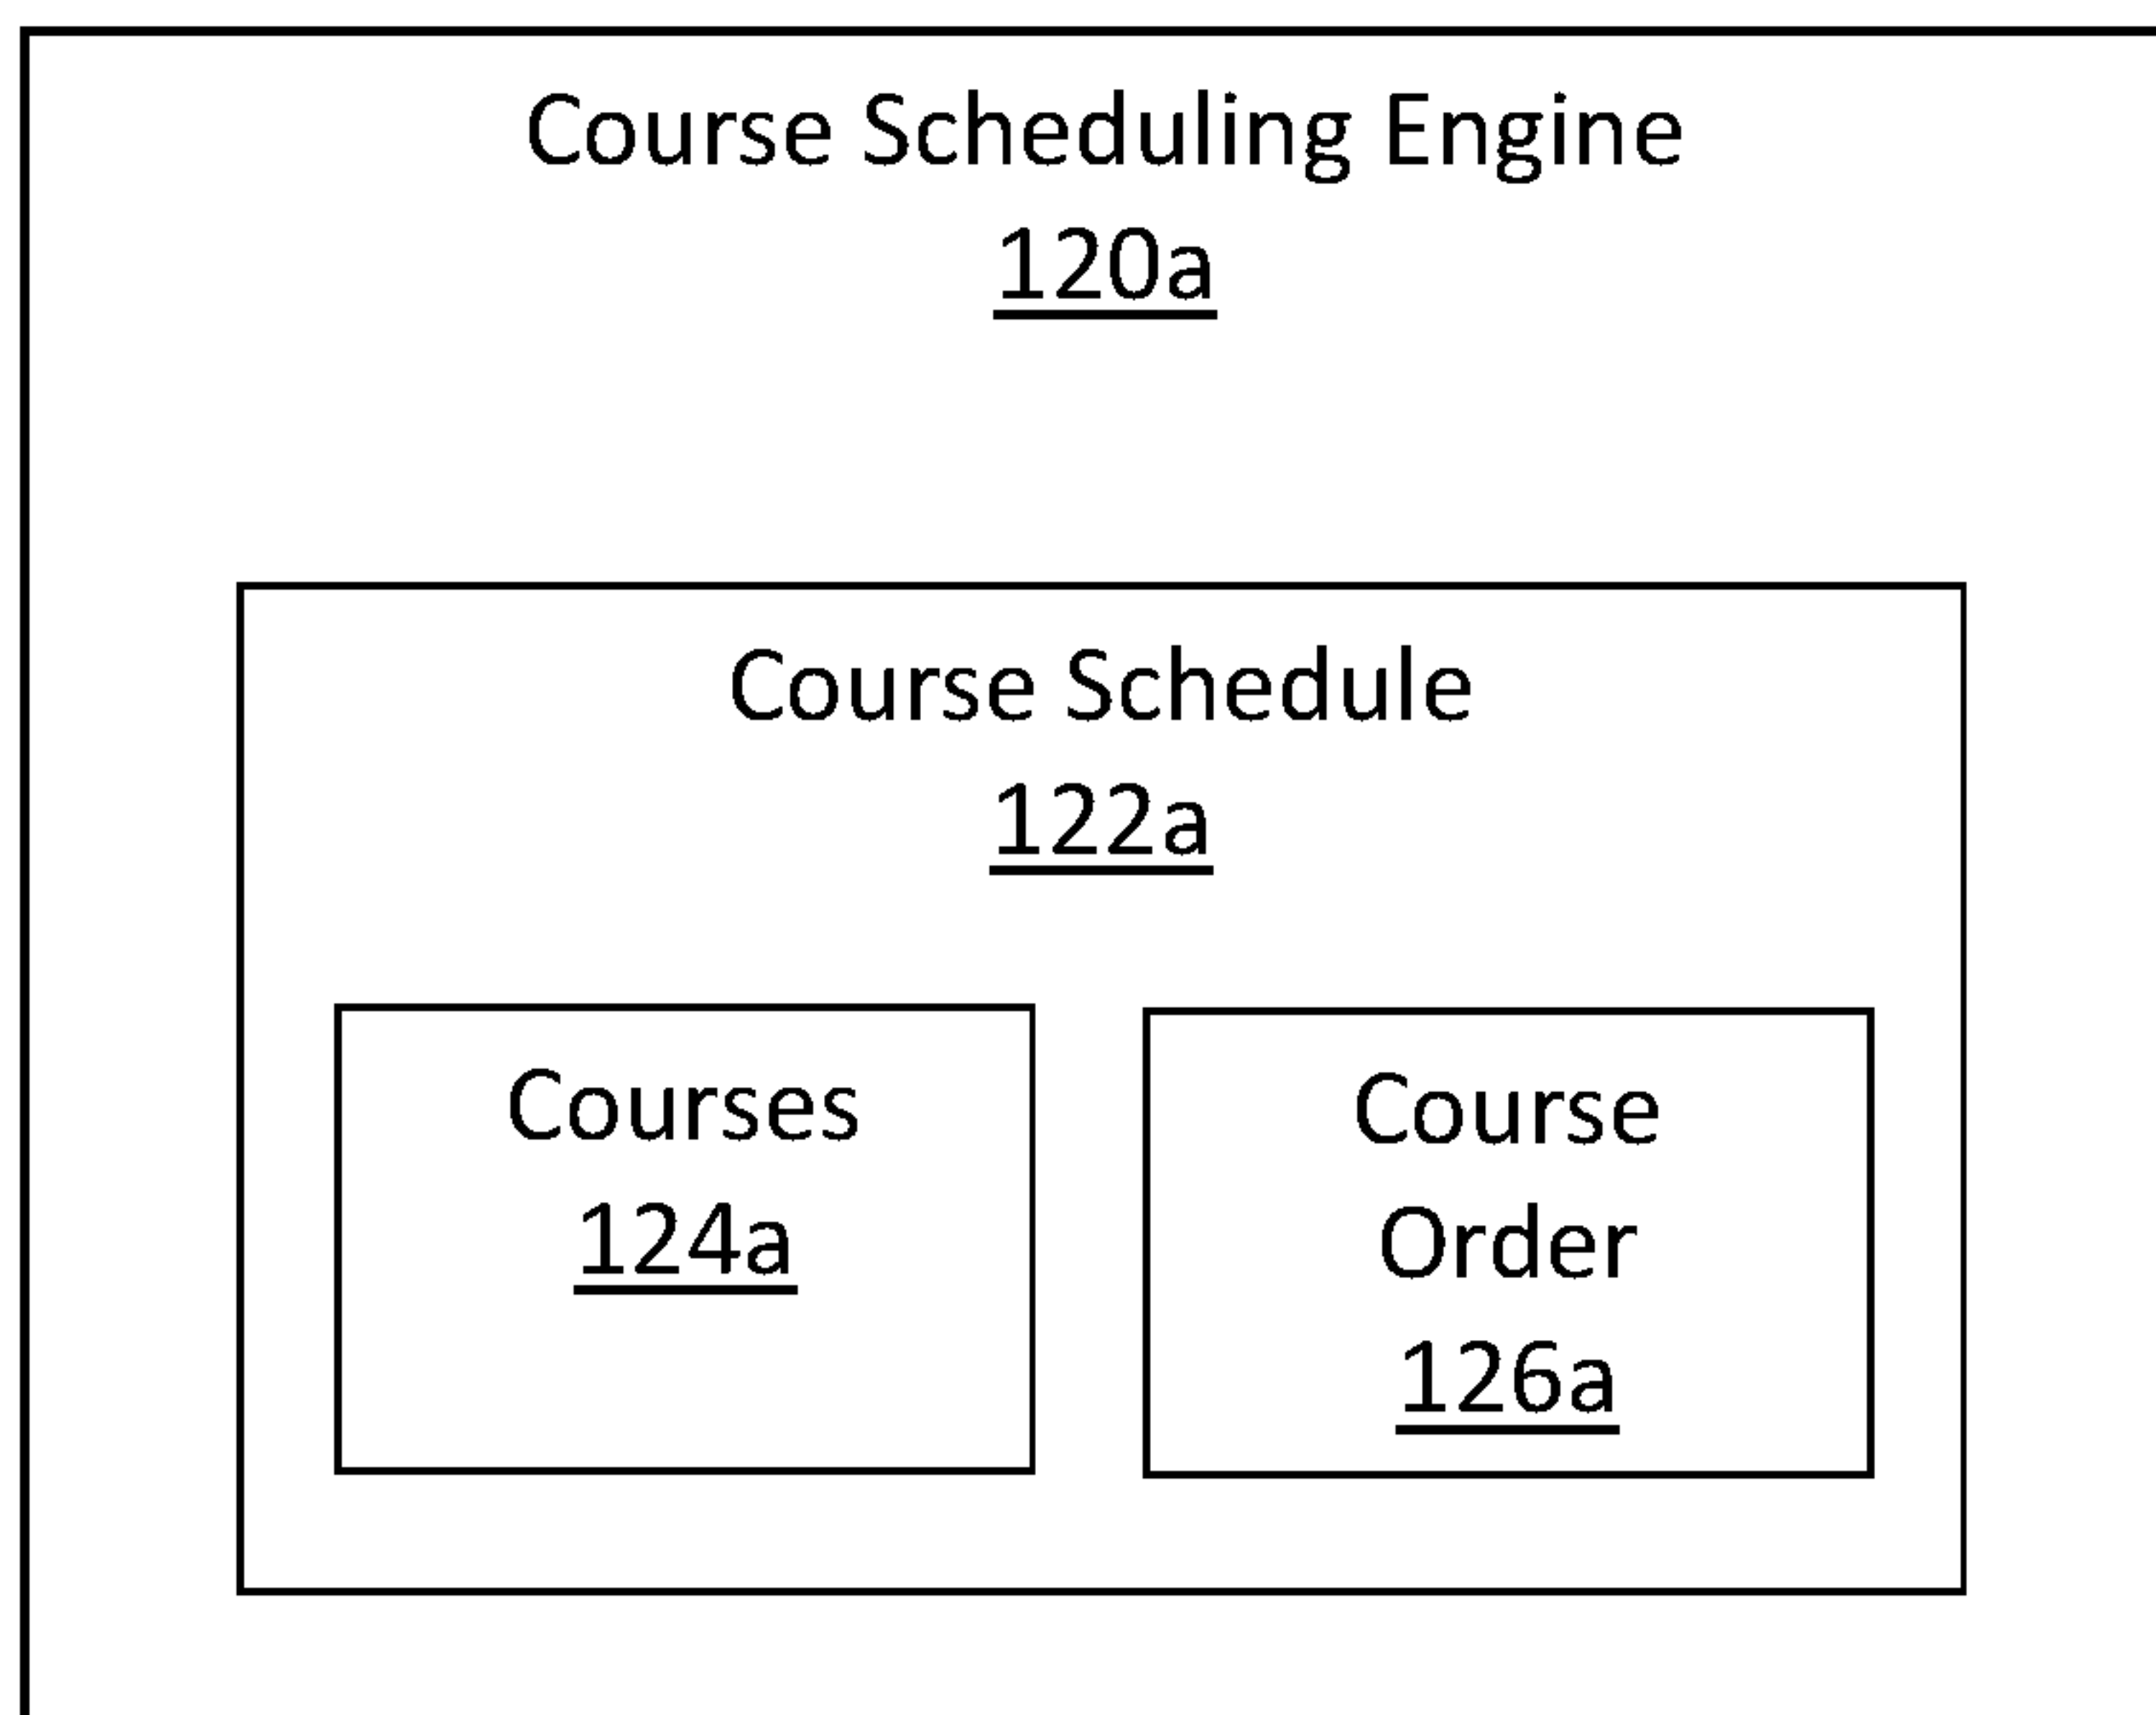 Course Scheduling Engine
120a
Course Schedule
122a
Courses
124a
Course
Order
126a